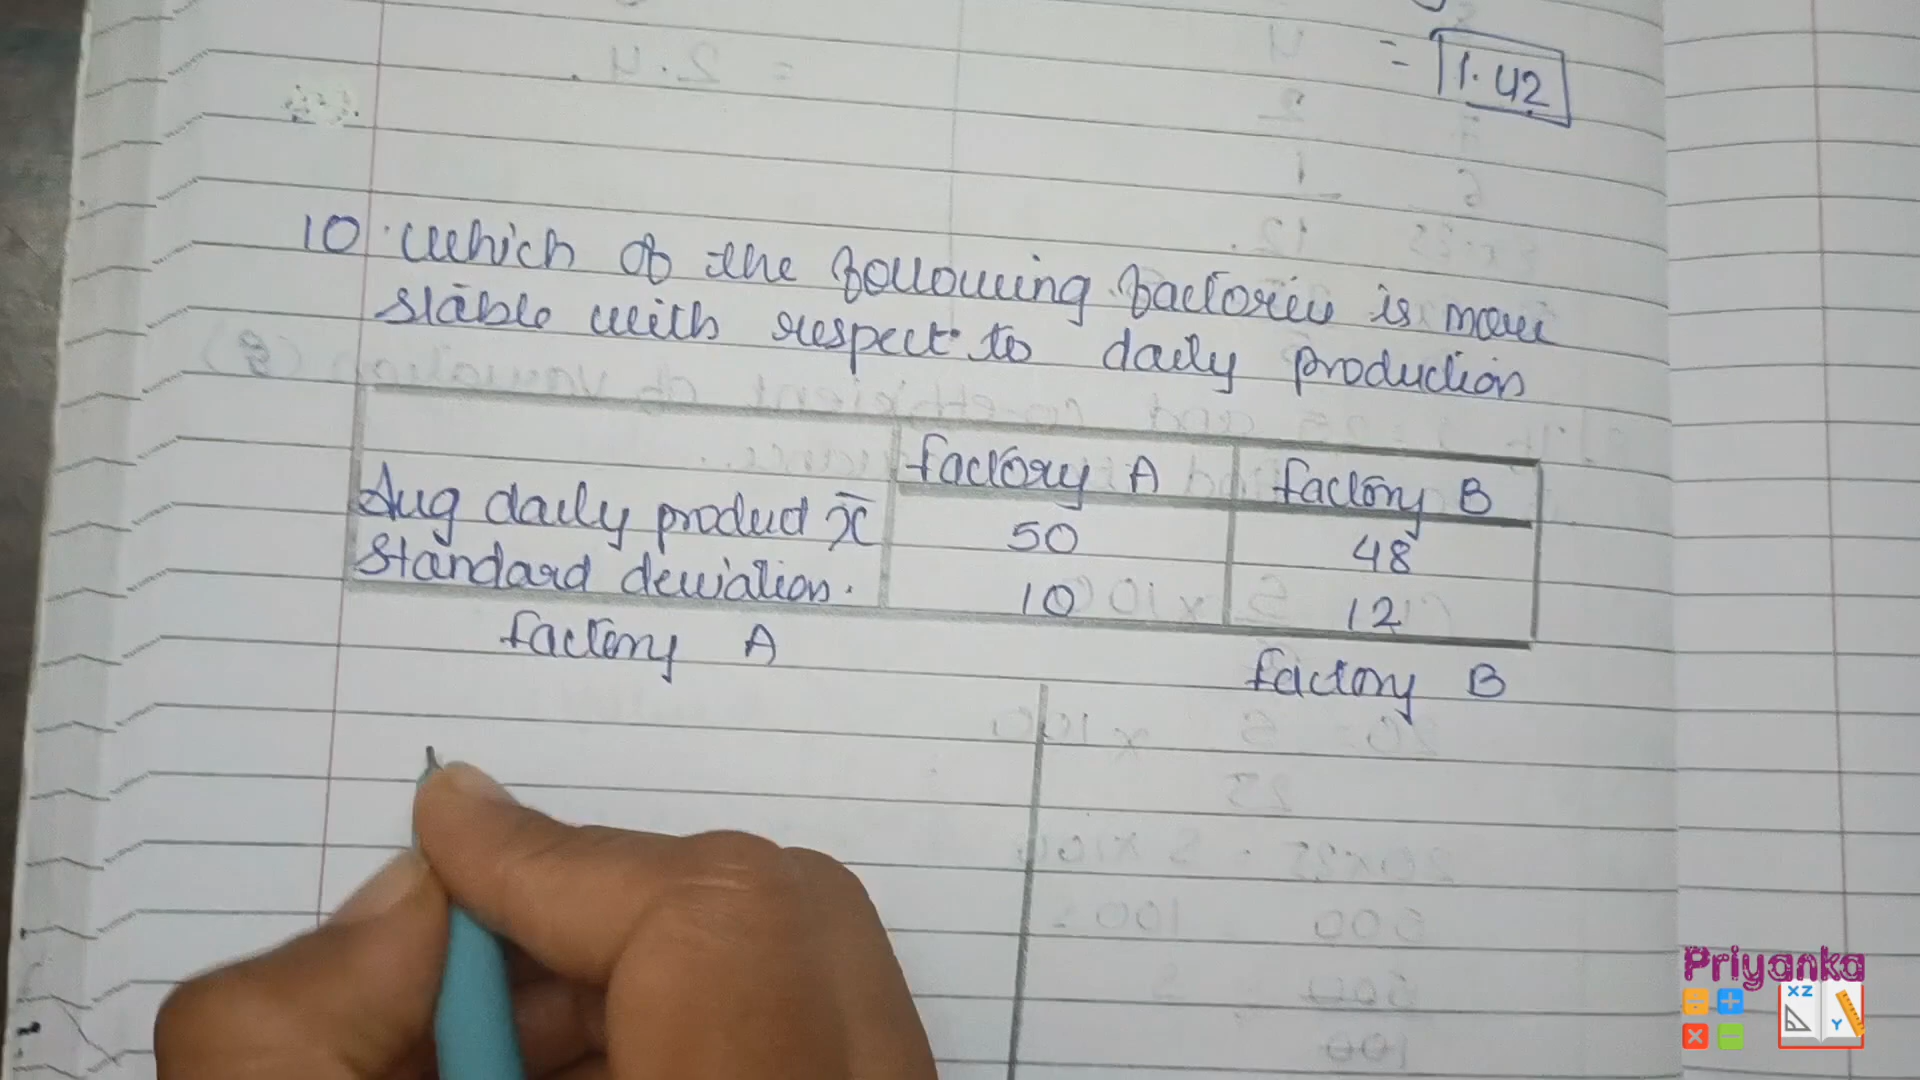 = 1.42
10. Which of the following factories is more
stable with respect to daily production
factory A factory B
Avg daily product x̄ 50 48
Standard deviation. 10 12
factory A factory B
Priyanka
XZ
Y